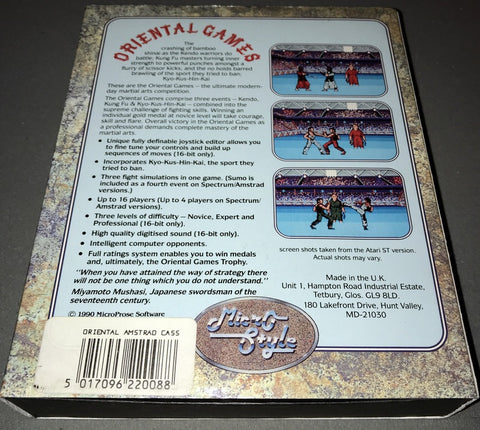 ORIENTAL GAMES
The
crashing of bamboo
shinai as the Kendo warriors do
battle, Kung Fu masters turning inner
strength to powerful punches amongst a
flurry of scissor kicks, and the no holds barred
brawling of the sport they tried to ban:
Kyo-Kus-Hin-Kai
These are the Oriental Games – the ultimate modern-
day martial arts competition.
The Oriental Games comprise three events – Kendo,
Kung Fu & Kyo-Kus-Hin-Kai – combined into the
supreme challenge of fighting skills. Winning an
individual gold medal at novice level will take courage,
skill and flare. Overall victory in the Oriental Games as
a professional demands complete mastery of the
martial arts.
• Unique fully definable joystick editor allows you
to fine tune your controls and build up
sequences of moves (16-bit only).
• Incorporates Kyo-Kus-Hin-Kai, the sport they
tried to ban.
• Three fight simulations in one game. (Sumo is
included as a fourth event on Spectrum/Amstrad
versions).
• Up to 16 players (Up to 4 players on Spectrum/
Amstrad versions).
• Three levels of difficulty – Novice, Expert and
Professional (16-bit only).
• High quality digitised sound (16-bit only).
• Intelligent computer opponents.
• Full ratings system enables you to win medals
and, ultimately, the Oriental Games Trophy.
"When you have attained the way of strategy there
will not be one thing which you do not understand."
Miyamoto Mushasi, Japanese swordsman of the
seventeenth century.
© 1990 MicroProse Software
screen shots taken from the Atari ST version.
Actual shots may vary.
Made in the U.K.
Unit 1, Hampton Road Industrial Estate,
Tetbury, Glos. GL9 8LD.
180 Lakefront Drive, Hunt Valley,
MD-21030
ORIENTAL AMSTRAD CASS
5 017096 220088
Micro
Style